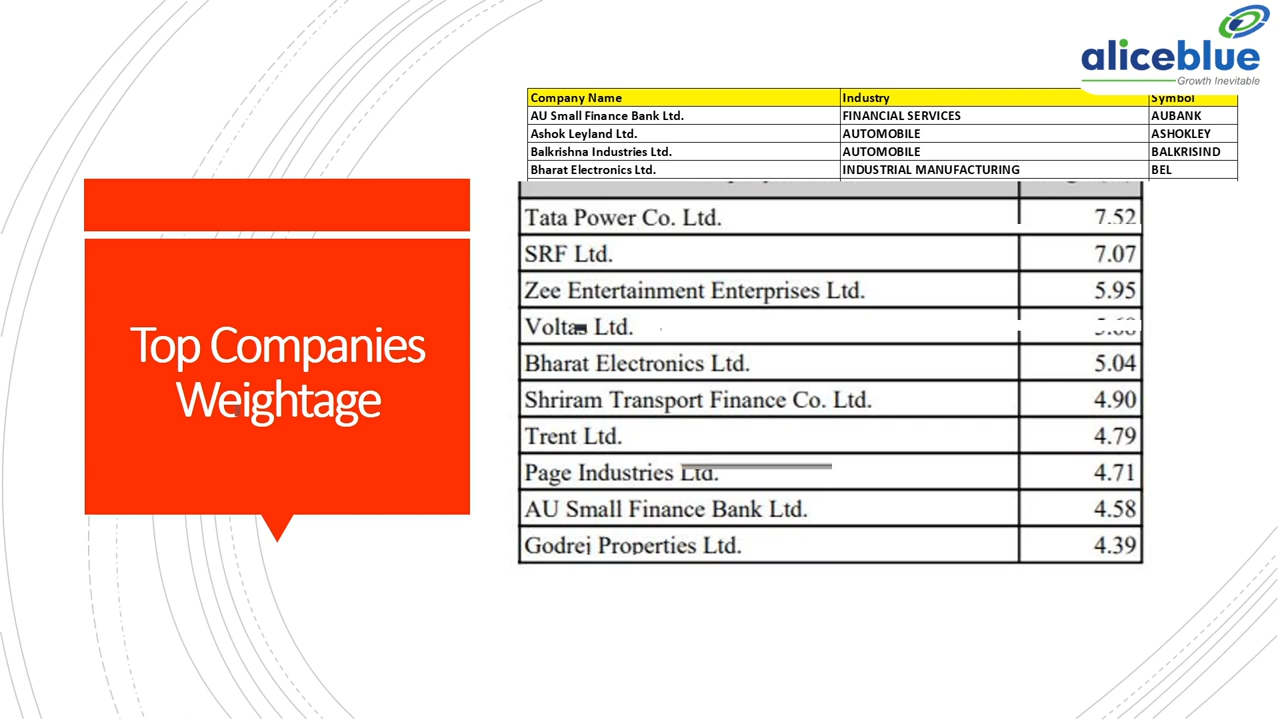 aliceblue
Growth Inevitable
Company Name Industry Symbol
AU Small Finance Bank Ltd. FINANCIAL SERVICES AUBANK
Ashok Leyland Ltd. AUTOMOBILE ASHOKLEY
Balkrishna Industries Ltd. AUTOMOBILE BALKRISIND
Bharat Electronics Ltd. INDUSTRIAL MANUFACTURING BEL
Top Companies
Weightage
Tata Power Co. Ltd. 7.52
SRF Ltd. 7.07
Zee Entertainment Enterprises Ltd. 5.95
Voltas Ltd.
Bharat Electronics Ltd. 5.04
Shriram Transport Finance Co. Ltd. 4.90
Trent Ltd. 4.79
Page Industries Ltd. 4.71
AU Small Finance Bank Ltd. 4.58
Godrej Properties Ltd. 4.39